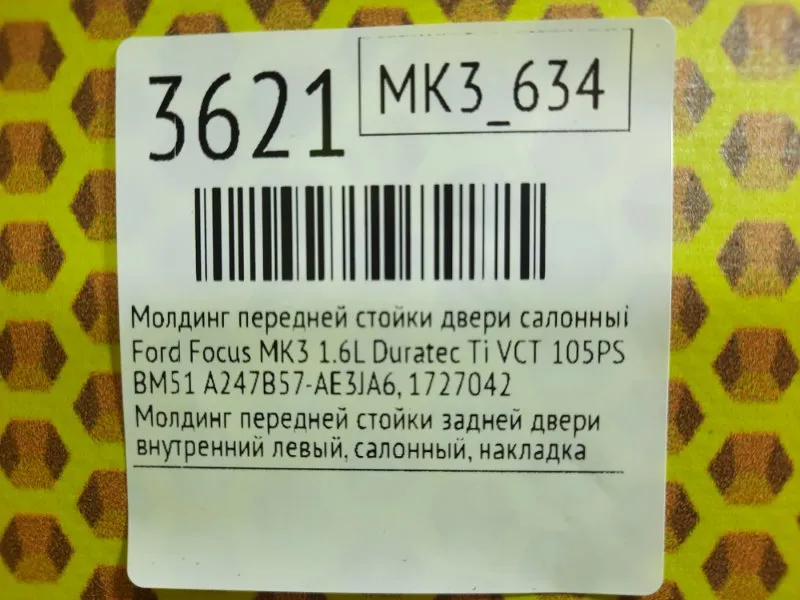 3621
MK3_634
Молдинг передней стойки двери салонный
Ford Focus MK3 1.6L Duratec Ti VCT 105PS
BM51 A247B57-AE3JA6, 1727042
Молдинг передней стойки задней двери
внутренний левый, салонный, накладка